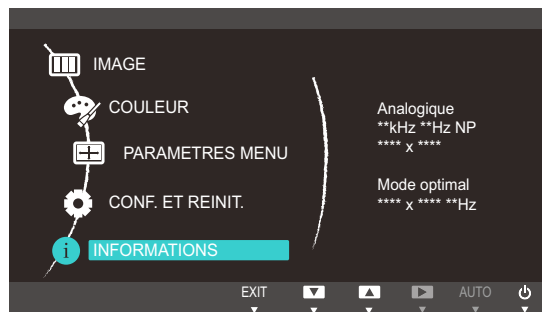 IMAGE
COULEUR
PARAMETRES MENU
CONF. ET REINIT.
i INFORMATIONS
Analogique
**kHz **Hz NP
**** x ****
Mode optimal
**** x **** **Hz
EXIT AUTO